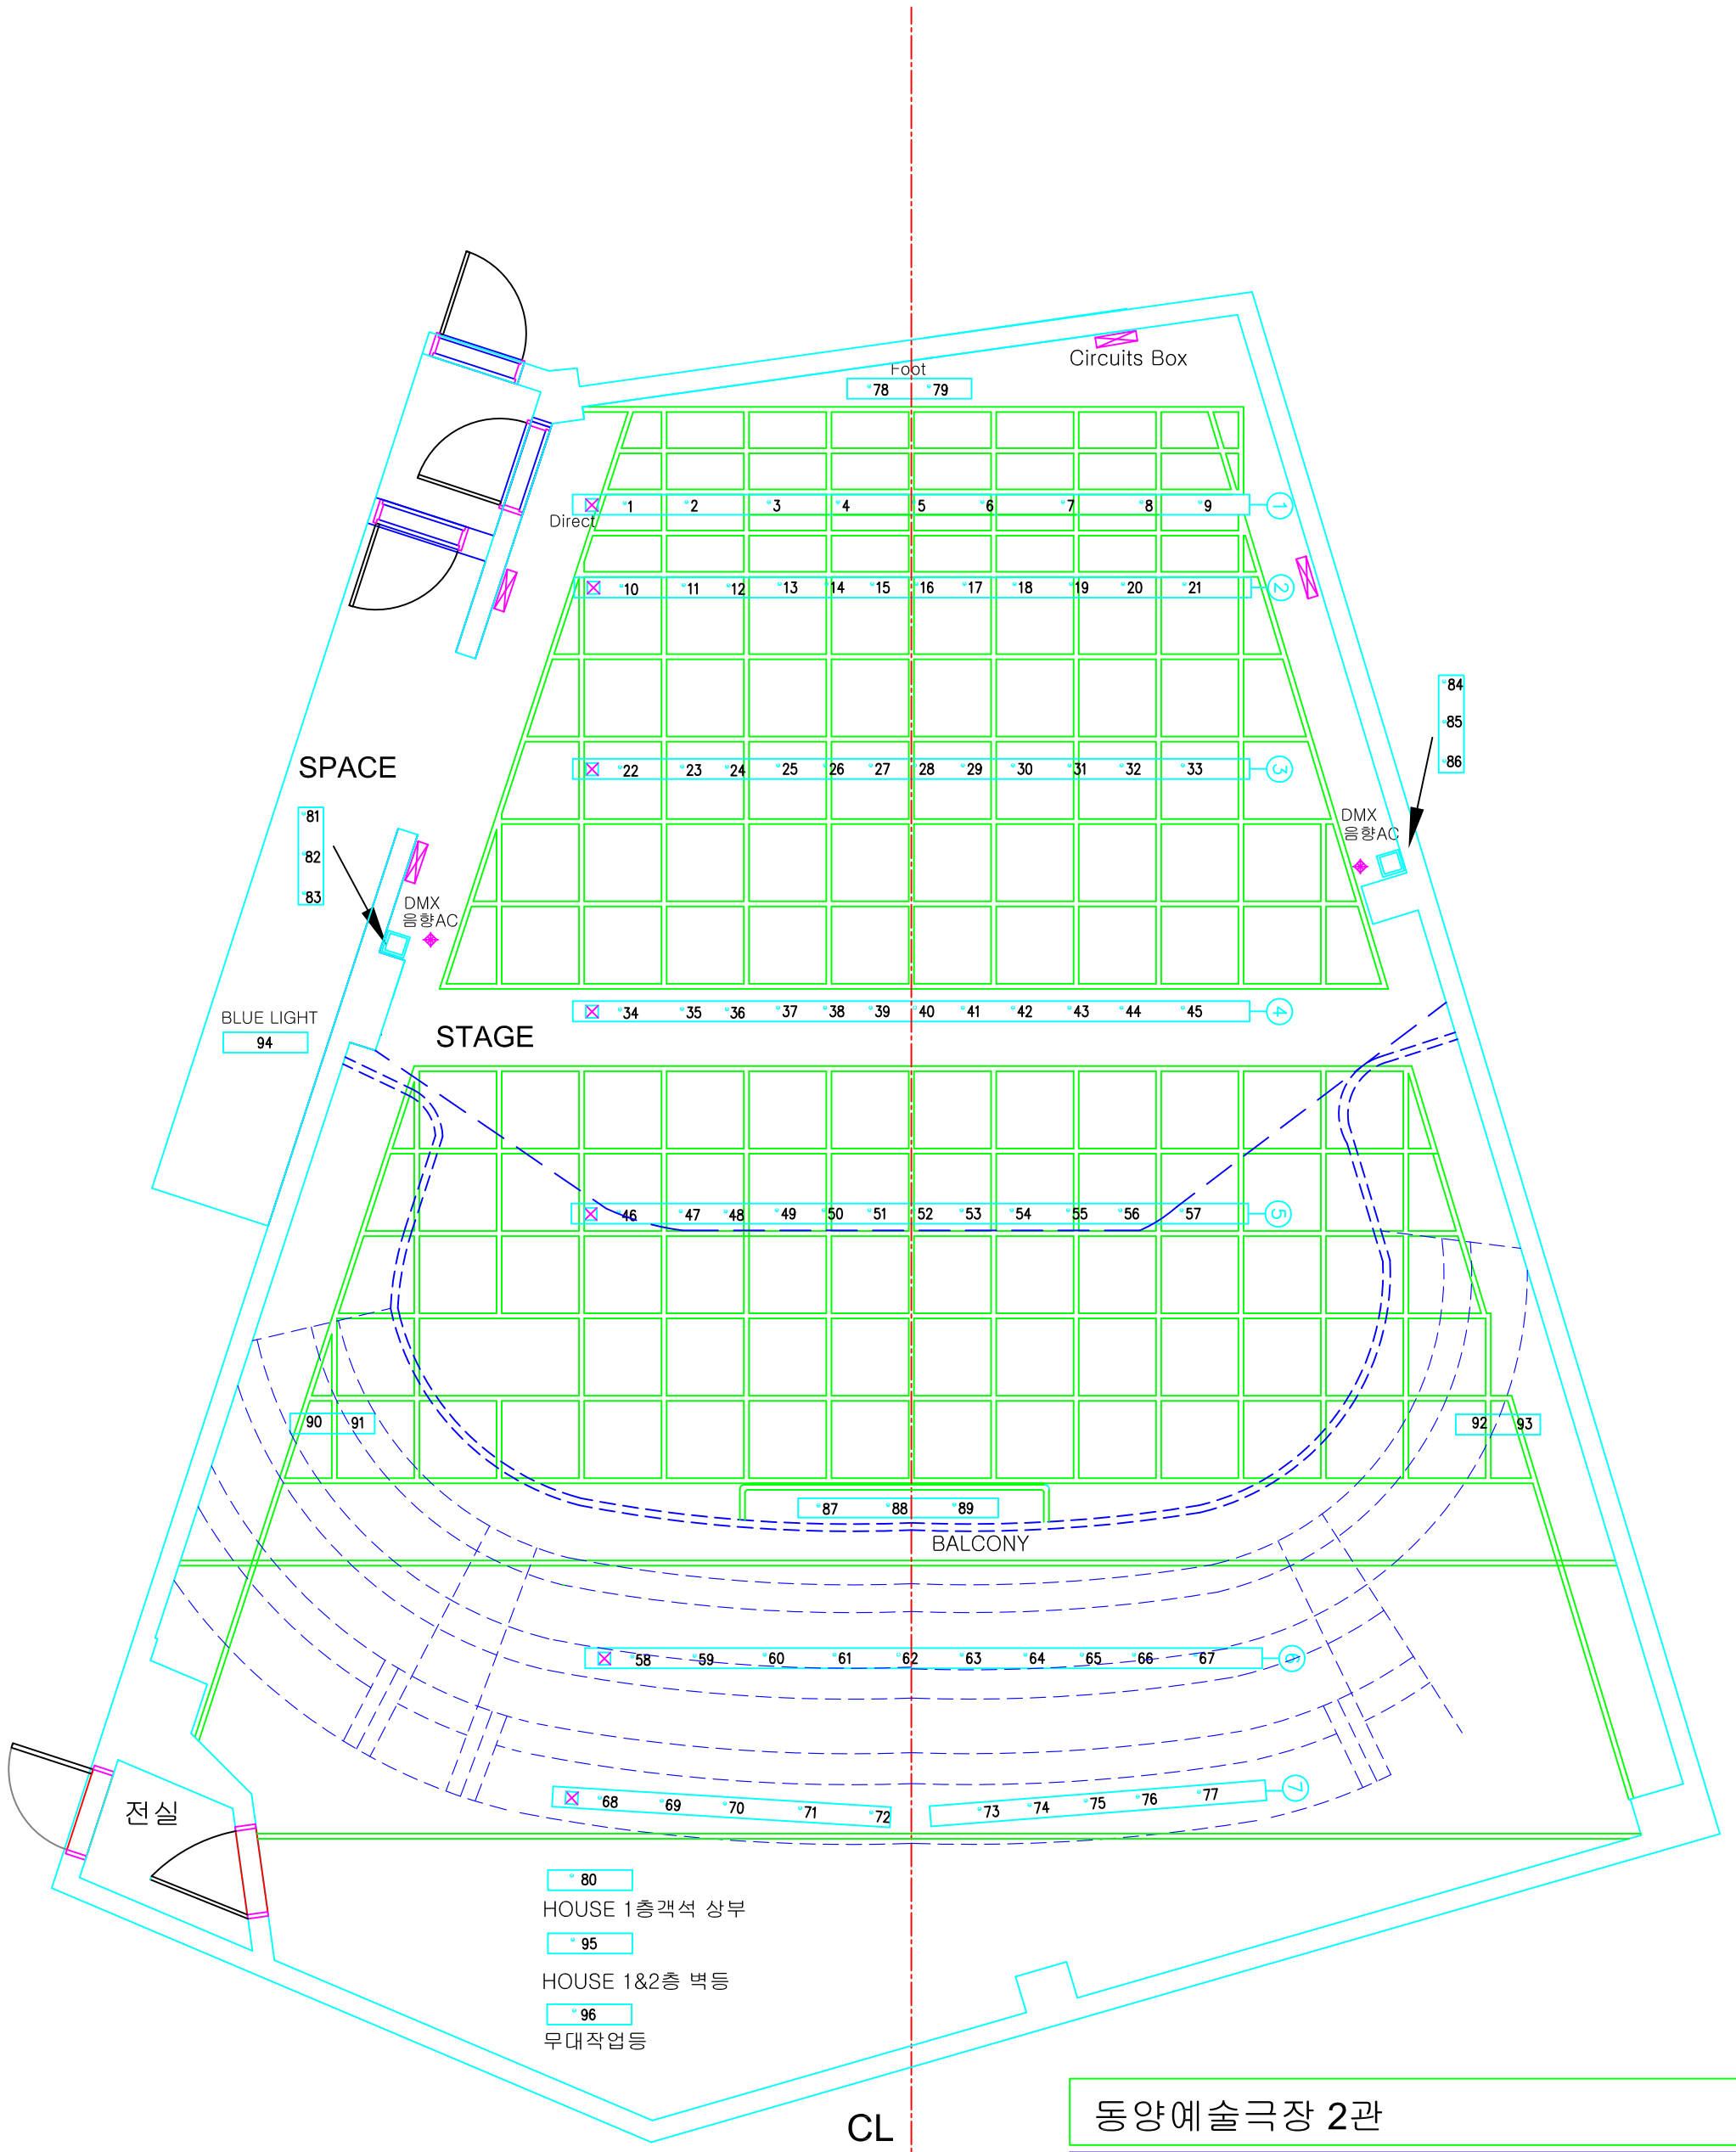 Circuits Box
Foot
78 79
1 2 3 4 5 6 7 8 9 1
Direct
10 11 12 13 14 15 16 17 18 19 20 21 2
84
85
86
SPACE
22 23 24 25 26 27 28 29 30 31 32 33 3
81
82
83
DMX
음향AC
DMX
음향AC
BLUE LIGHT
94
34 35 36 37 38 39 40 41 42 43 44 45 4
STAGE
46 47 48 49 50 51 52 53 54 55 56 57 5
90 91
92 93
87 88 89
BALCONY
58 59 60 61 62 63 64 65 66 67 6
68 69 70 71 72 73 74 75 76 77 7
전실
80
HOUSE 1층객석 상부
95
HOUSE 1&2층 벽등
96
무대작업등
CL
동양예술극장 2관